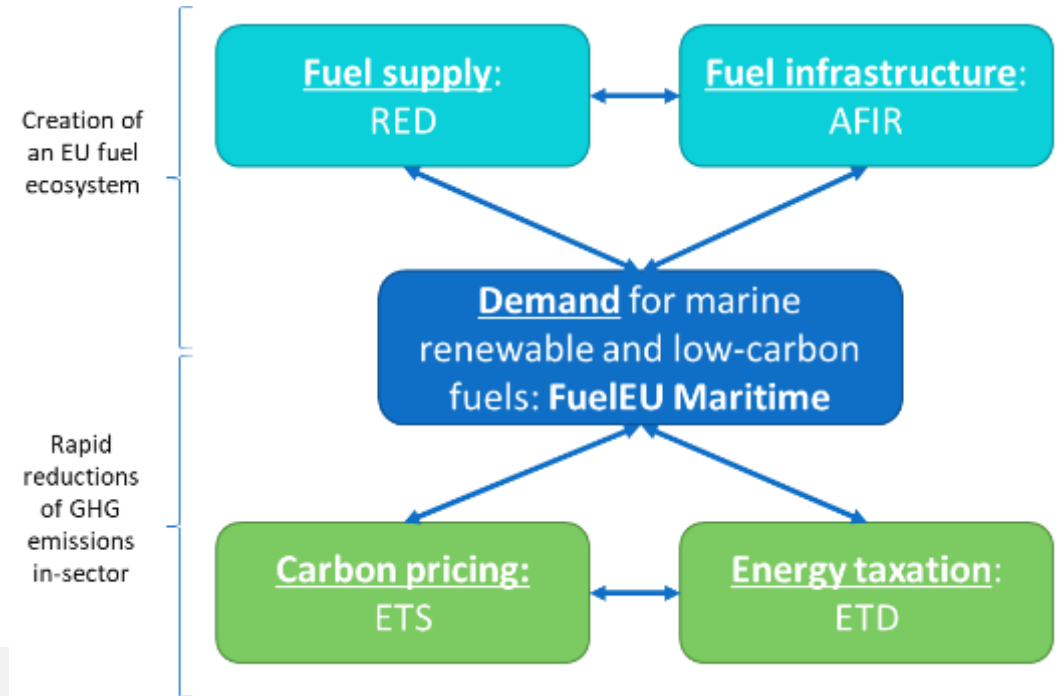 Creation of
an EU fuel
ecosystem
Fuel supply:
RED
Fuel infrastructure:
AFIR
Demand for marine
renewable and low-carbon
fuels: FuelEU Maritime
Rapid
reductions
of GHG
emissions
in-sector
Carbon pricing:
ETS
Energy taxation:
ETD